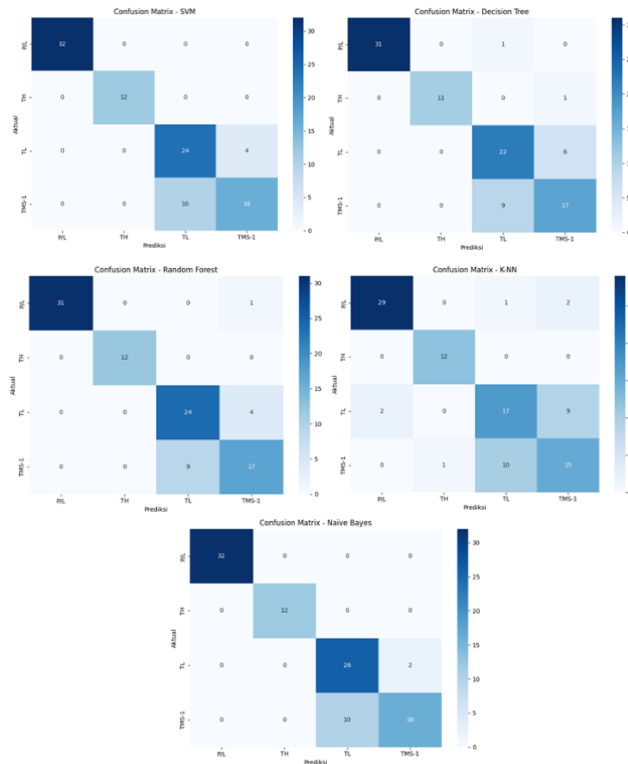 Confusion Matrix - SVM
P/L 32 0 0 0
TH 0 12 0 0
TL 0 0 24 4
TMS-1 0 0 10 16
P/L TH TL TMS-1
Aktual
Prediksi
30
25
20
15
10
5
0
Confusion Matrix - Decision Tree
P/L 31 0 1 0
TH 0 11 0 1
TL 0 0 22 6
TMS-1 0 0 9 17
P/L TH TL TMS-1
Aktual
Prediksi
Confusion Matrix - Random Forest
P/L 31 0 0 1
TH 0 12 0 0
TL 0 0 24 4
TMS-1 0 0 9 17
P/L TH TL TMS-1
Aktual
Prediksi
30
25
20
15
10
5
0
Confusion Matrix - K-NN
P/L 29 0 1 2
TH 0 12 0 0
TL 2 0 17 9
TMS-1 0 1 10 15
P/L TH TL TMS-1
Aktual
Prediksi
Confusion Matrix - Naive Bayes
P/L 32 0 0 0
TH 0 12 0 0
TL 0 0 26 2
TMS-1 0 0 10 16
P/L TH TL TMS-1
Aktual
Prediksi
30
25
20
15
10
5
0